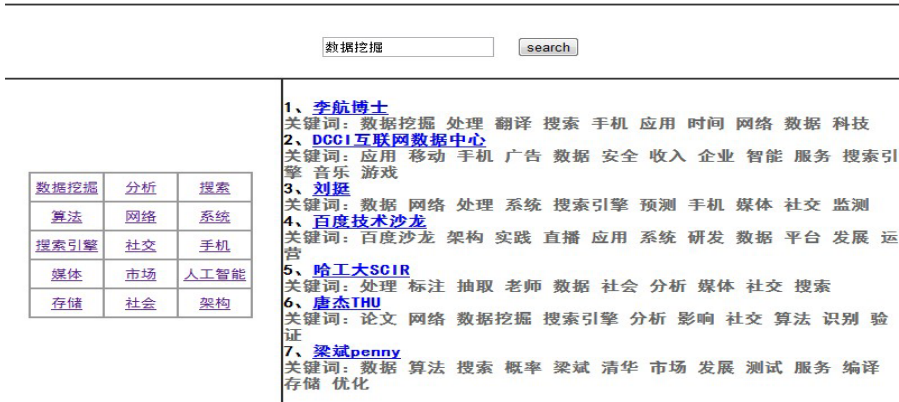 数据挖掘 search
数据挖掘 分析 搜索
算法 网络 系统
搜索引擎 社交 手机
媒体 市场 人工智能
存储 社会 架构
1、李航博士
关键词: 数据挖掘 处理 翻译 搜索 手机 应用 时间 网络 数据 科技
2、DCCI互联网数据中心
关键词: 应用 移动 手机 广告 数据 安全 收入 企业 智能 服务 搜索引
擎 音乐 游戏
3、刘挺
关键词: 数据 网络 处理 系统 搜索引擎 预测 手机 媒体 社交 监测
4、百度技术沙龙
关键词: 百度沙龙 架构 实践 直播 应用 系统 研发 数据 平台 发展 运
营
5、哈工大SCIR
关键词: 处理 标注 抽取 老师 数据 社会 分析 媒体 社交 搜索
6、唐杰THU
关键词: 论文 网络 数据挖掘 搜索引擎 分析 影响 社交 算法 识别 验
证
7、梁斌penny
关键词: 数据 算法 搜索 概率 梁斌 清华 市场 发展 测试 服务 编译
存储 优化